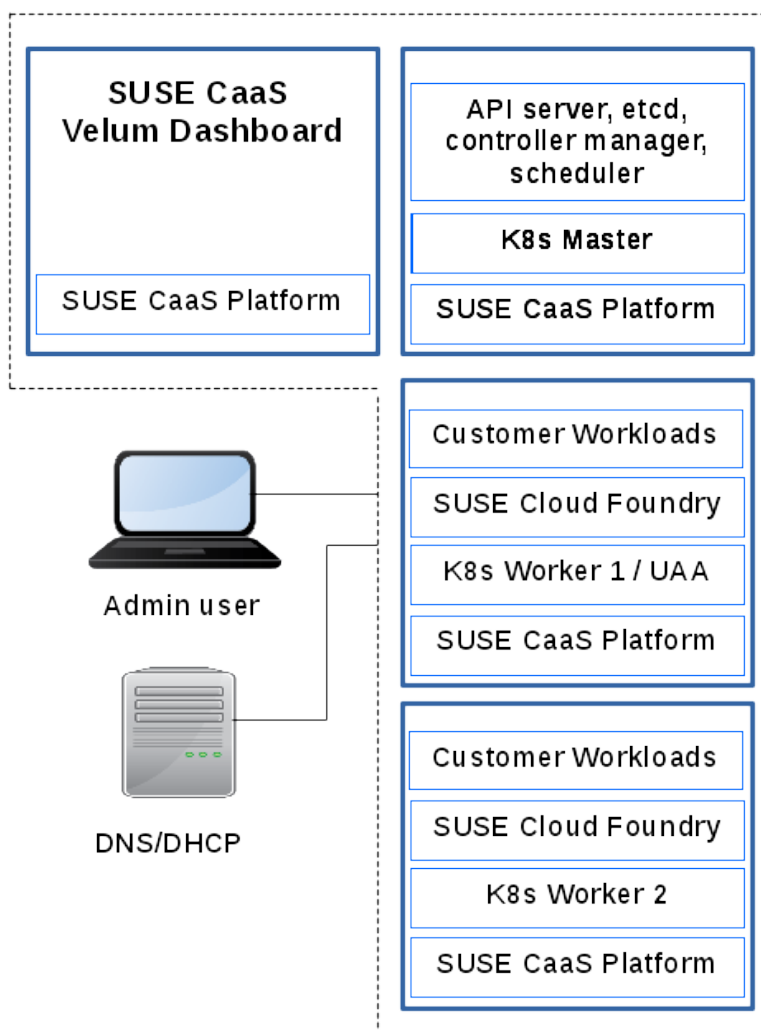 SUSE CaaS
Velum Dashboard
SUSE CaaS Platform
API server, etcd,
controller manager,
scheduler
K8s Master
SUSE CaaS Platform
Customer Workloads
SUSE Cloud Foundry
K8s Worker 1 / UAA
SUSE CaaS Platform
Admin user
DNS/DHCP
Customer Workloads
SUSE Cloud Foundry
K8s Worker 2
SUSE CaaS Platform